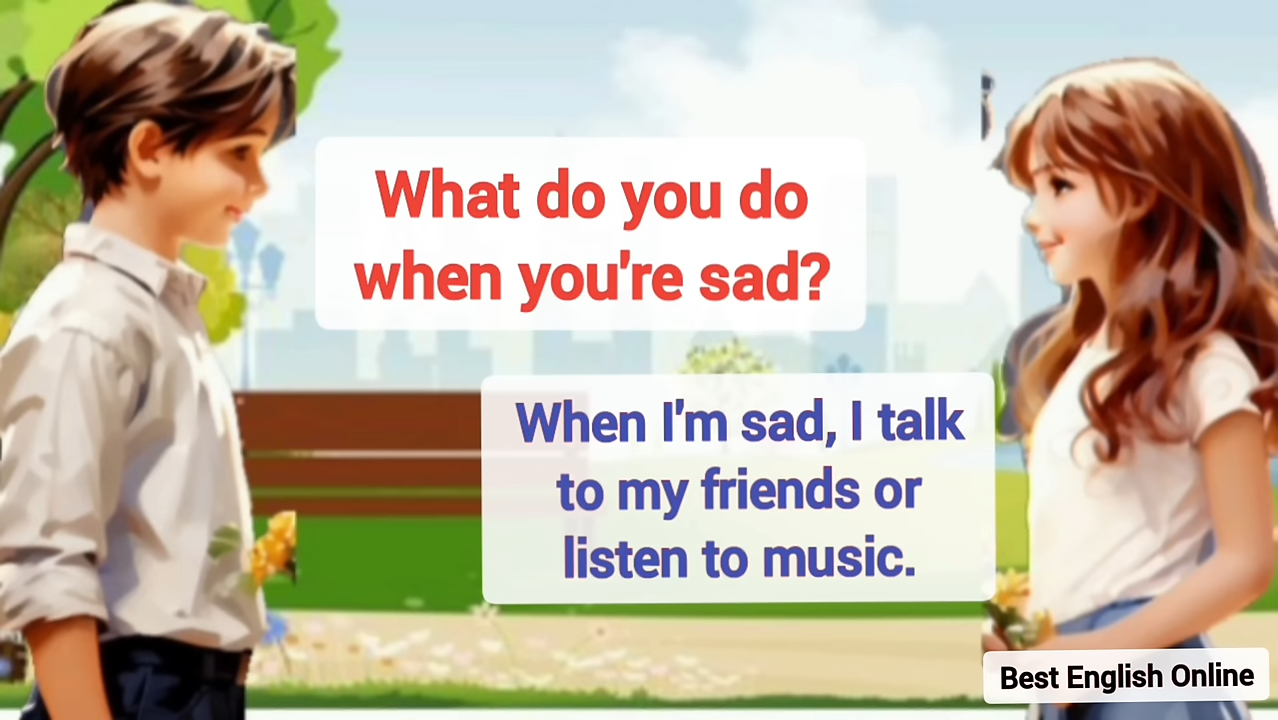 What do you do
when you're sad?
When I'm sad, I talk
to my friends or
listen to music.
Best English Online